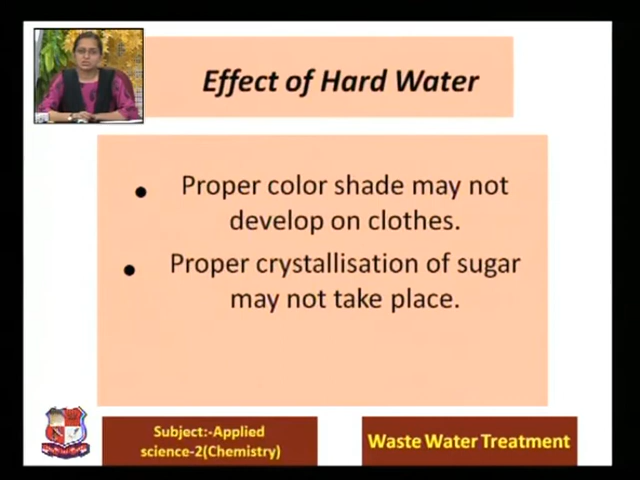 Effect of Hard Water
• Proper color shade may not
develop on clothes.
• Proper crystallisation of sugar
may not take place.
Subject:-Applied
science-2(Chemistry)
Waste Water Treatment